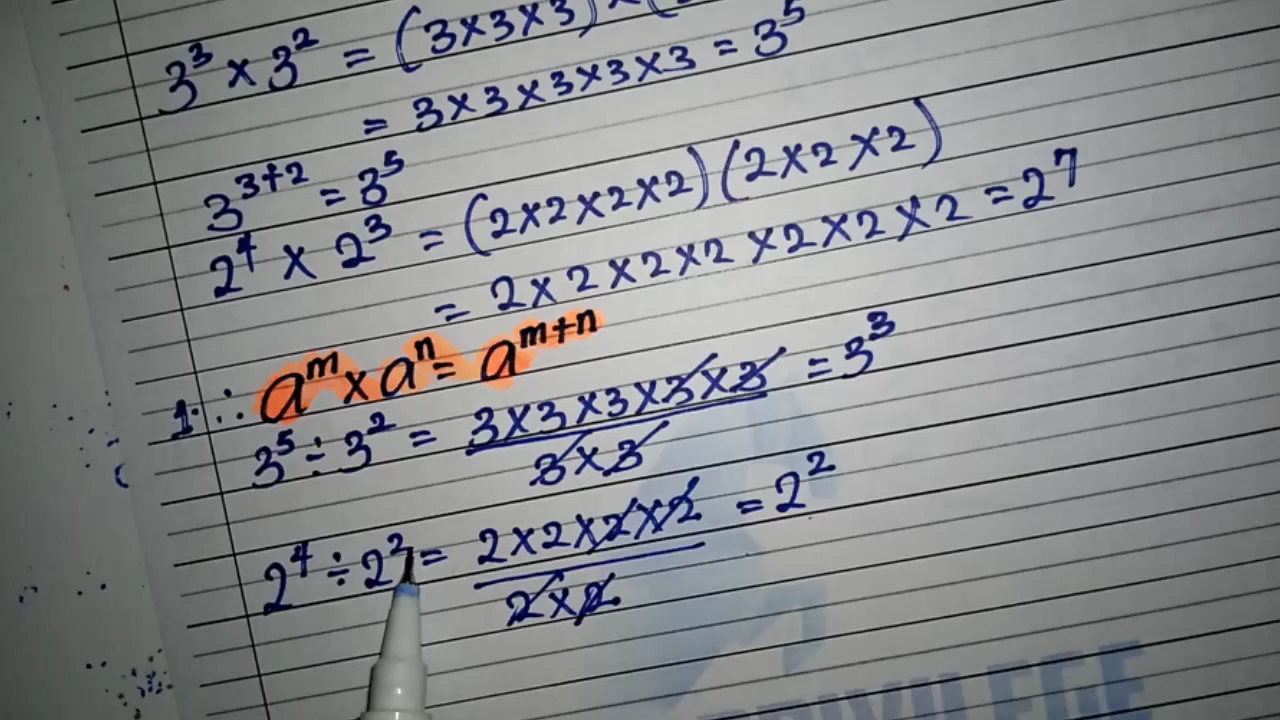 3³ × 3² = (3×3×3) ×
= 3×3×3×3×3 = 3⁵
3³⁺² = 3⁵
2⁴ × 2³ = (2×2×2×2)(2×2×2)
= 2×2×2×2×2×2×2 = 2⁷
1. ∴ aᵐ × aⁿ = aᵐ⁺ⁿ
3⁵ ÷ 3² = 3×3×3×3×3 = 3³
3×3
2⁴ ÷ 2² = 2×2×2×2 = 2²
2×2
PRIVILEGE